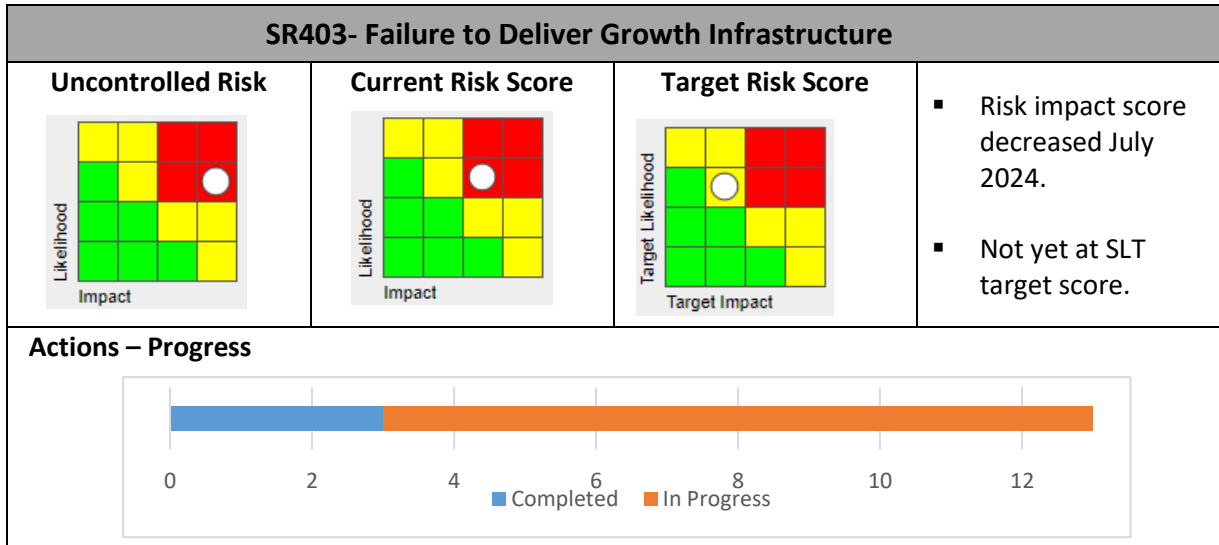 SR403- Failure to Deliver Growth Infrastructure
Uncontrolled Risk
Likelihood
Impact
Current Risk Score
Likelihood
Impact
Target Risk Score
Target Likelihood
Target Impact
▪ Risk impact score
decreased July
2024.
▪ Not yet at SLT
target score.
Actions – Progress
0 2 4 6 8 10 12
Completed In Progress